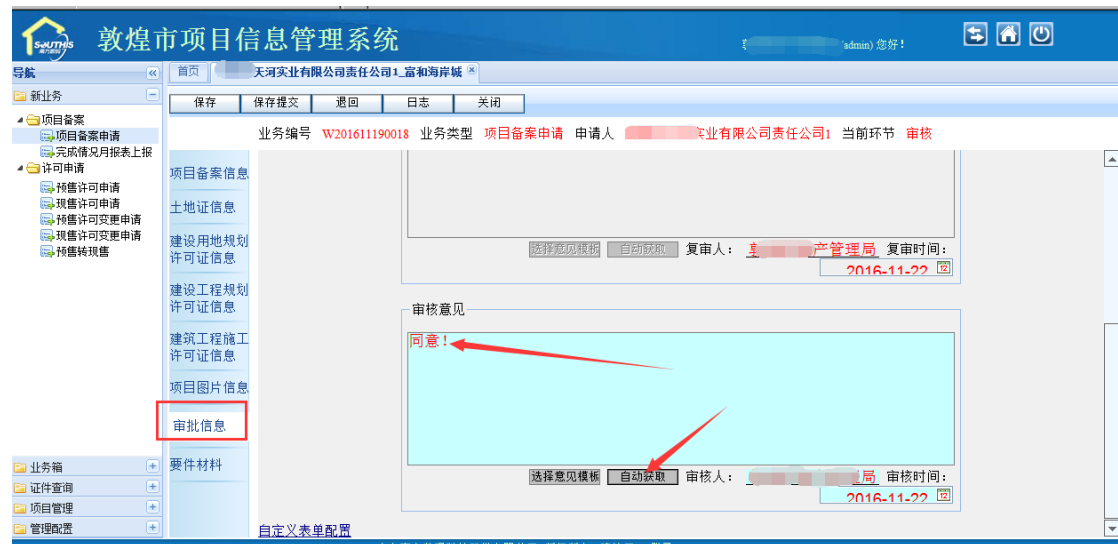 SOUTHIS
敦煌市项目信息管理系统
admin) 您好!
导航
首页
天河实业有限公司责任公司1_富和海岸城
新业务
保存
保存提交
退回
日志
关闭
项目备案
项目备案申请
完成情况月报表上报
许可申请
预售许可申请
现售许可申请
预售许可变更申请
现售许可变更申请
预售转现售
业务编号 W201611190018 业务类型 项目备案申请 申请人 实业有限公司责任公司1 当前环节 审核
项目备案信息
土地证信息
建设用地规划
许可证信息
建设工程规划
许可证信息
建筑工程施工
许可证信息
项目图片信息
审批信息
要件材料
选择意见模板 自动获取 复审人: 产管理局 复审时间:
2016-11-22
审核意见
同意!
选择意见模板 自动获取 审核人: 局 审核时间:
2016-11-22
业务箱
证件查询
项目管理
管理配置
自定义表单配置